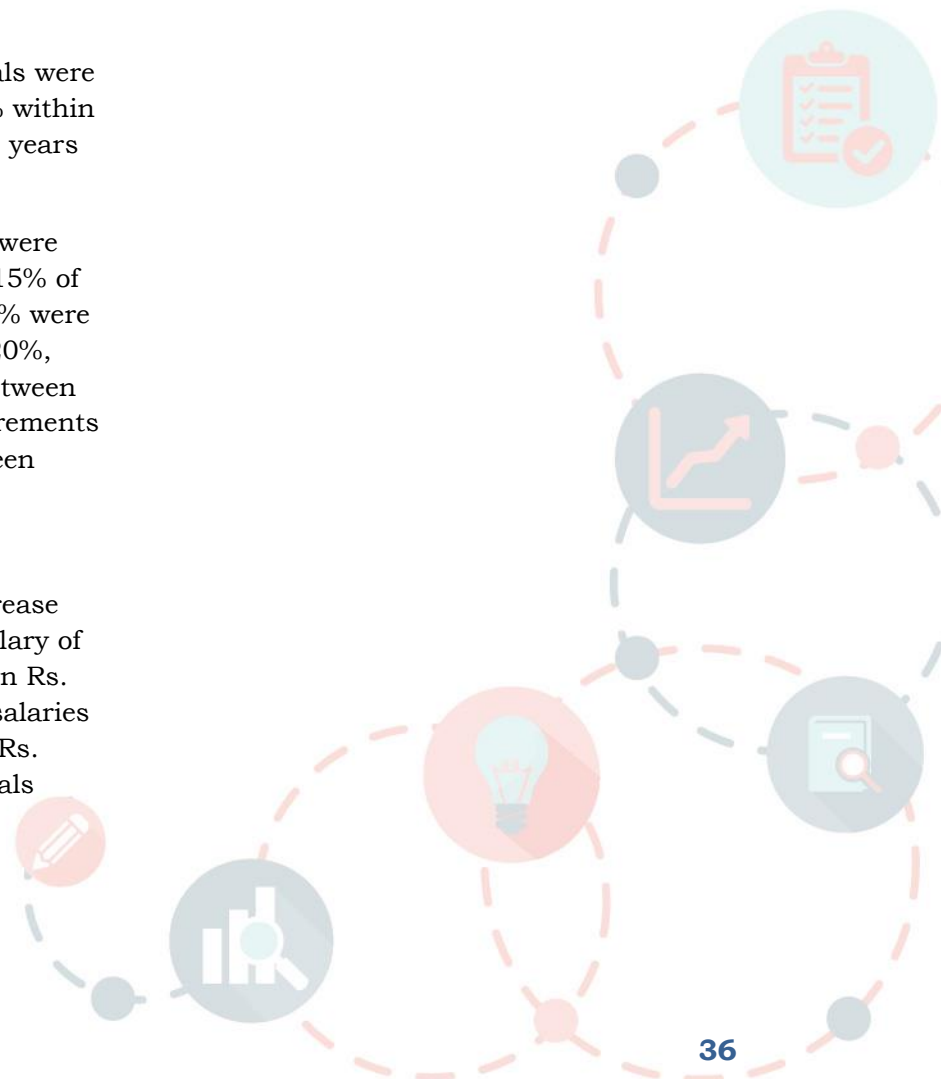 als were
% within
years
were
15% of
% were
20%,
tween
rements
een
rease
lary of
n Rs.
salaries
Rs.
als
36